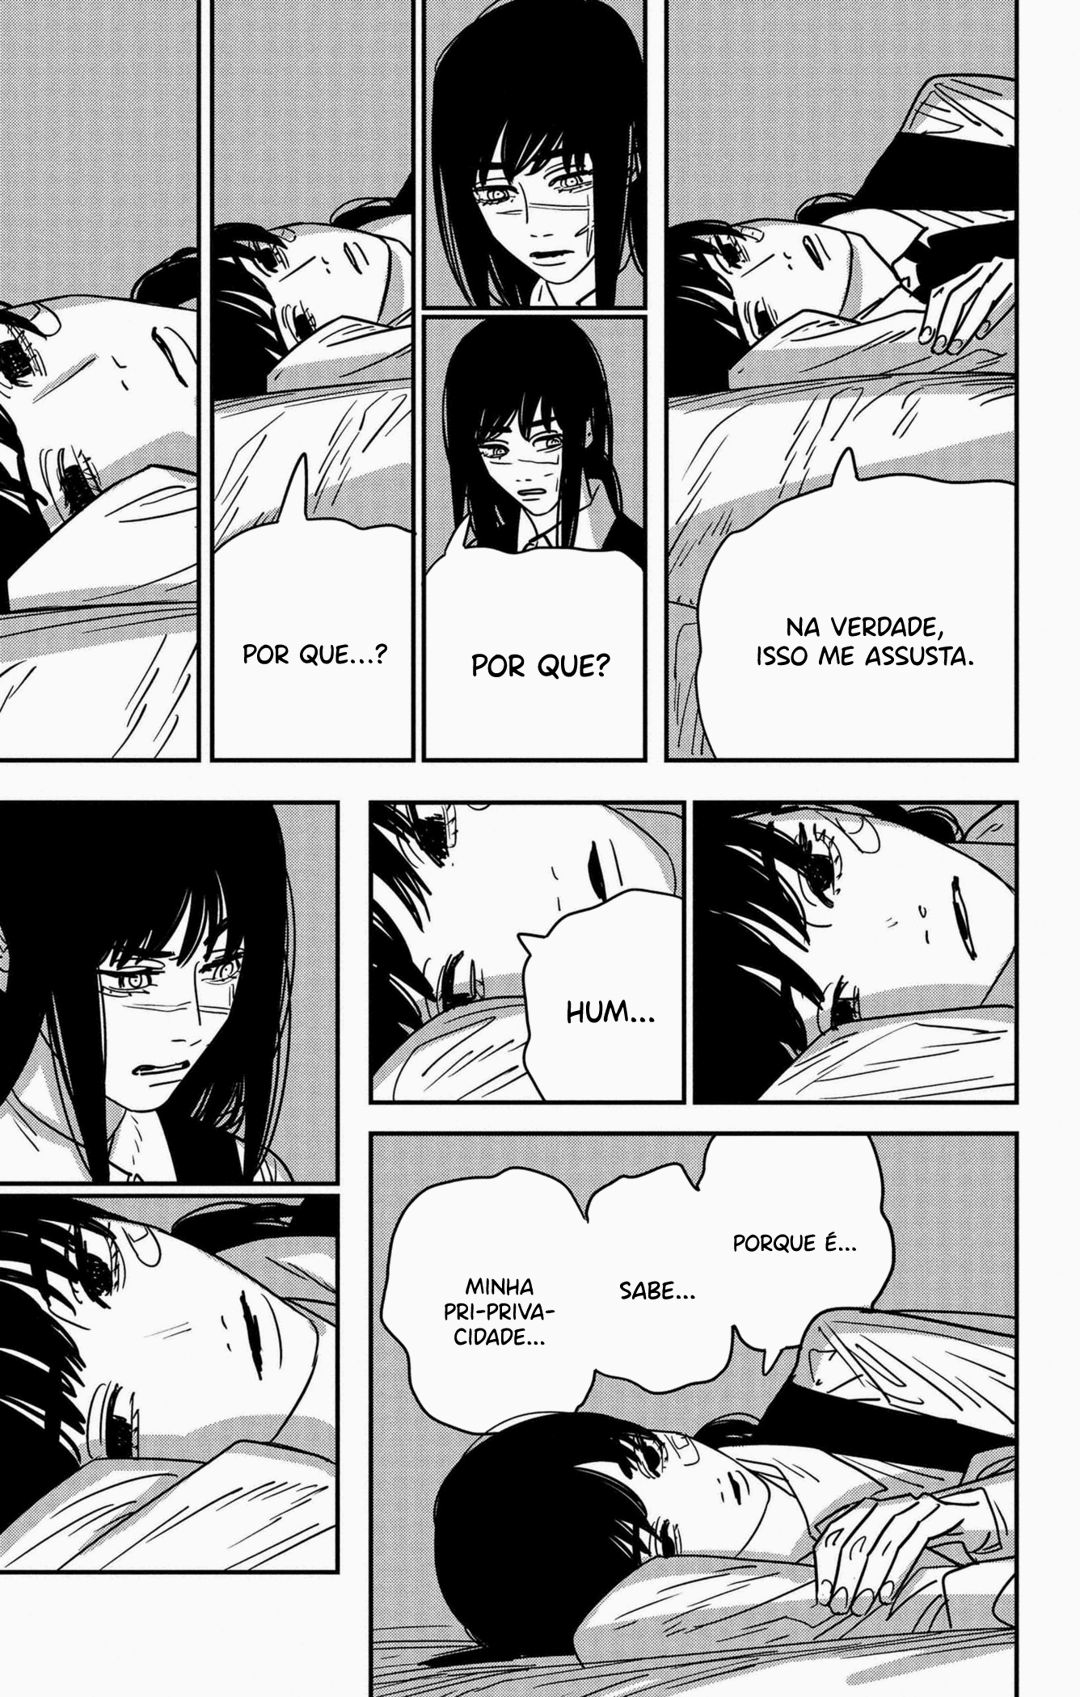 NA VERDADE,
ISSO ME ASSUSTA.
POR QUE?
POR QUE...?
HUM...
PORQUE É...
SABE...
MINHA
PRI-PRIVA-
CIDADE...